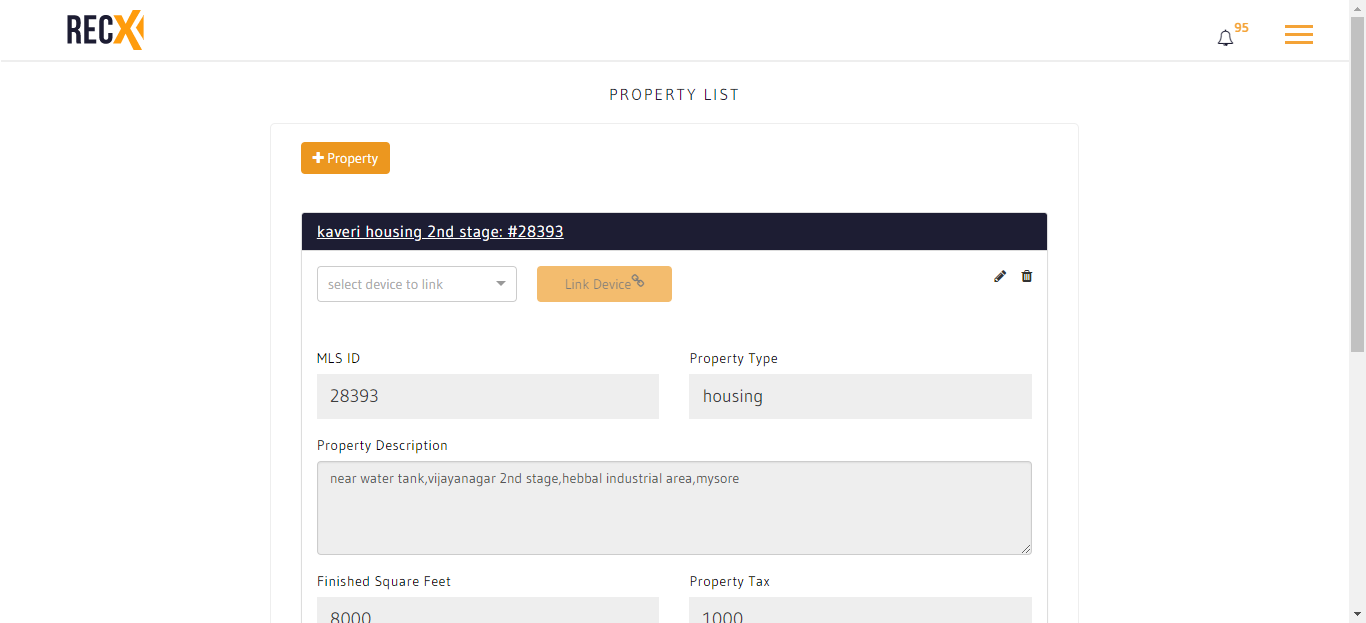 RECX
95
PROPERTY LIST
Property
kaveri housing 2nd stage: #28393
select device to link
Link Device
MLS ID
Property Type
28393
housing
Property Description
near water tank,vijayanagar 2nd stage,hebbal industrial area,mysore
Finished Square Feet
Property Tax
8000
1000